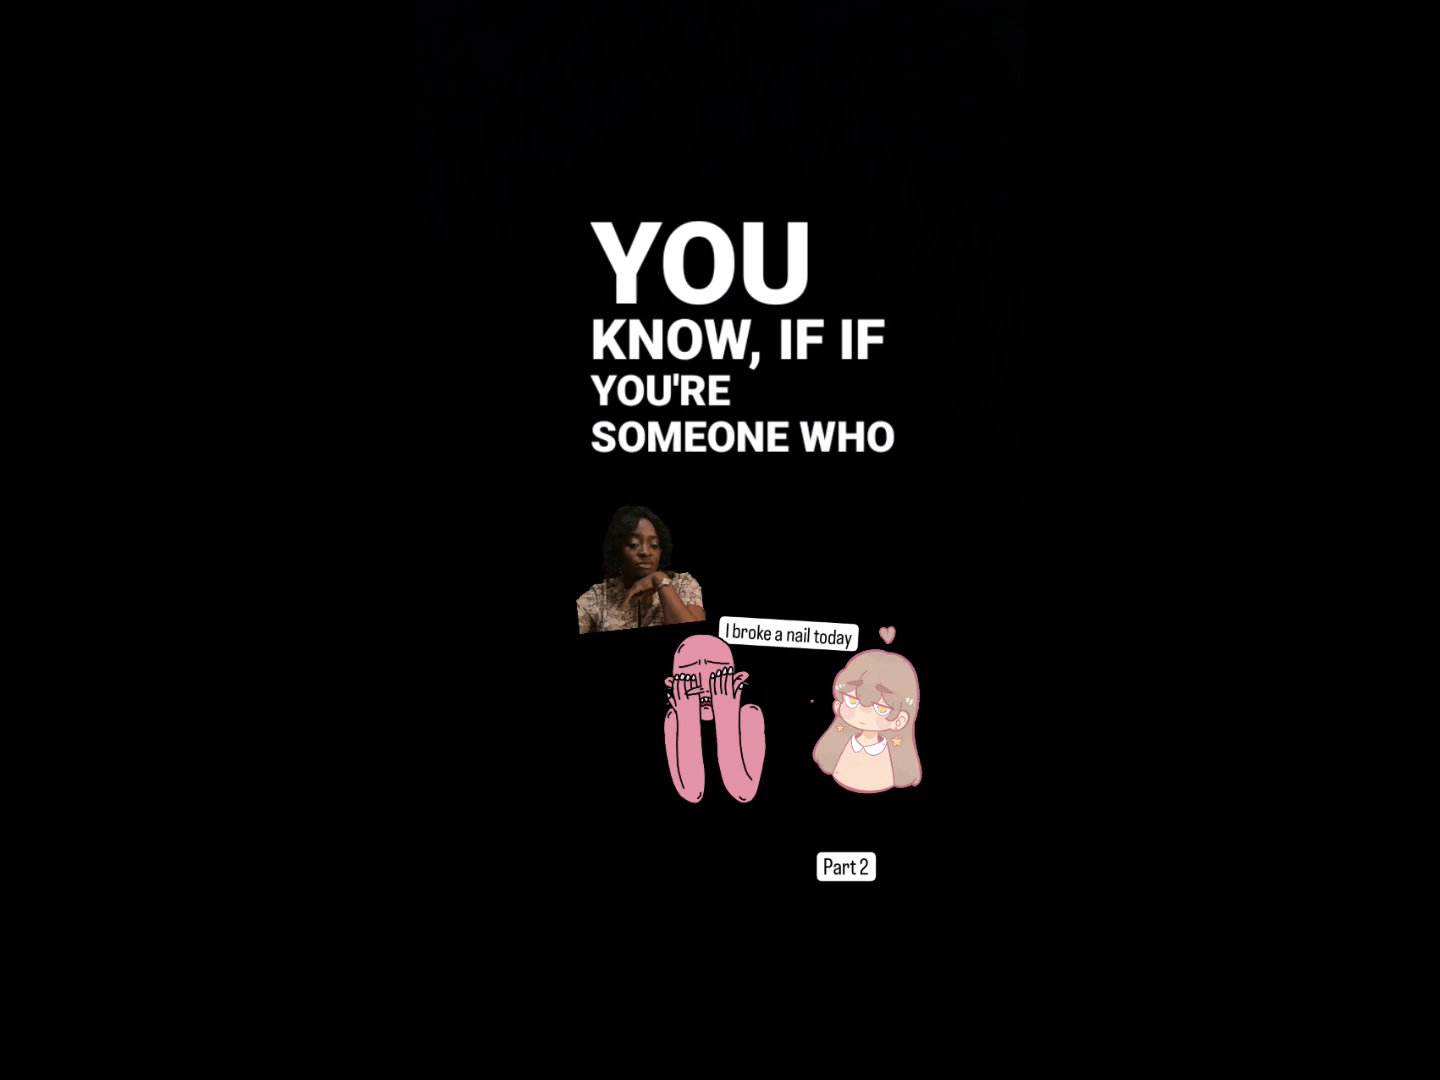 YOU
KNOW, IF IF
YOU'RE
SOMEONE WHO
I broke a nail today
Part 2